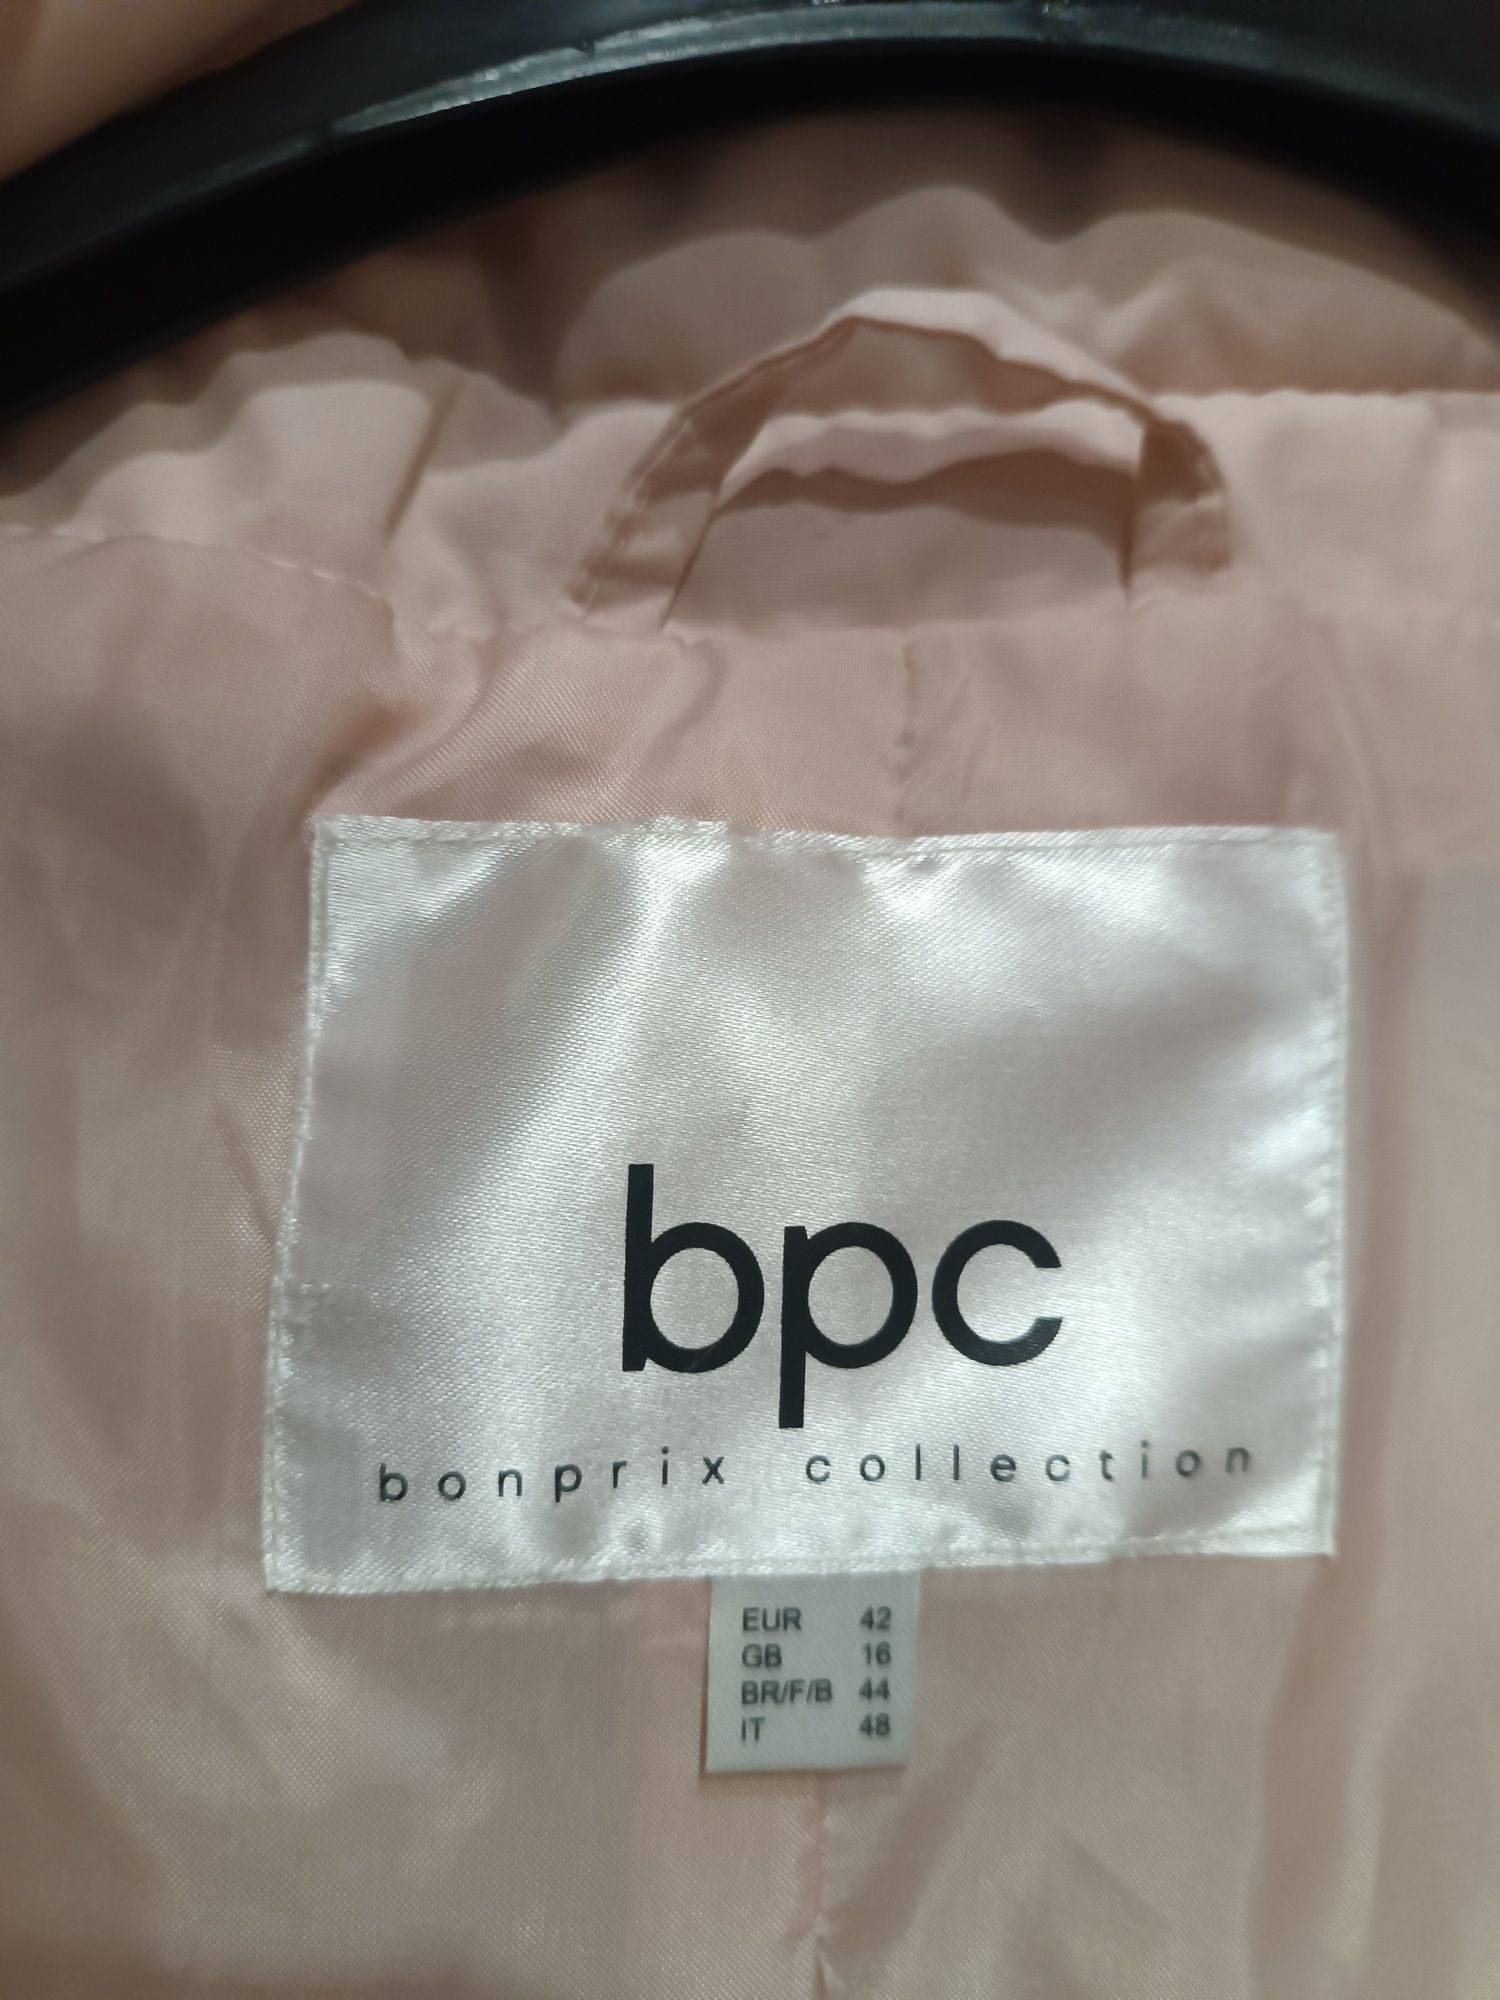 bpc
bonprix collection
EUR 42
GB 16
BR/F/B 44
IT 48